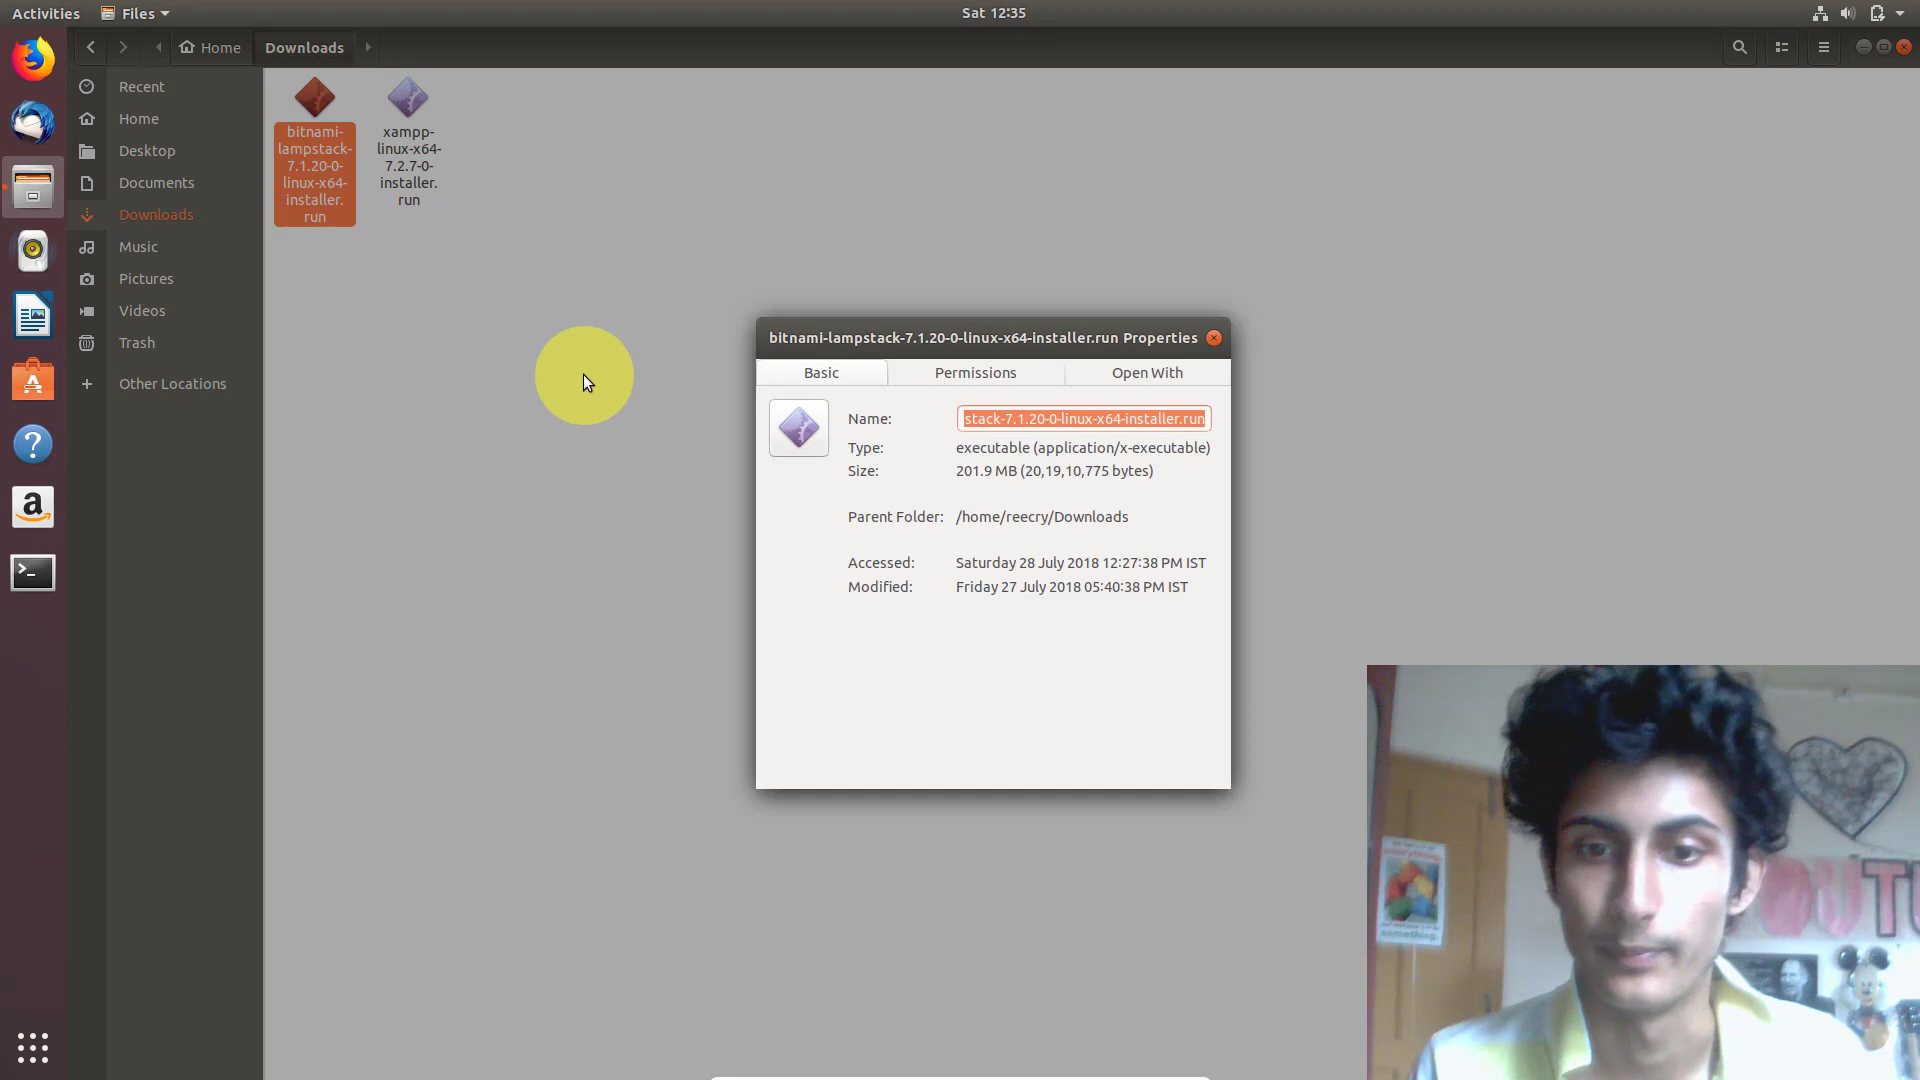 Activities
Files
Sat 12:35
Home
Downloads
Recent
Home
Desktop
Documents
Downloads
Music
Pictures
Videos
Trash
Other Locations
bitnami-
lampstack-
7.1.20-0-
linux-x64-
installer.
run
xampp-
linux-x64-
7.2.7-0-
installer.
run
bitnami-lampstack-7.1.20-0-linux-x64-installer.run Properties
Basic
Permissions
Open With
Name:
stack-7.1.20-0-linux-x64-installer.run
Type:
executable (application/x-executable)
Size:
201.9 MB (20,19,10,775 bytes)
Parent Folder:
/home/reecry/Downloads
Accessed:
Saturday 28 July 2018 12:27:38 PM IST
Modified:
Friday 27 July 2018 05:40:38 PM IST
something.